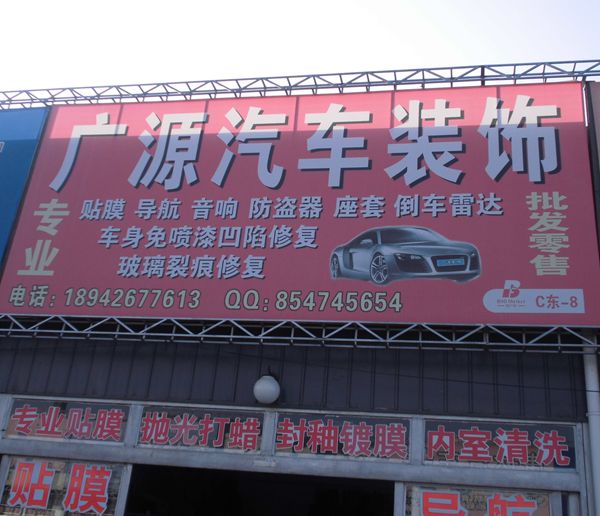 广源汽车装饰
专业
贴膜 导航 音响 防盗器 座套 倒车雷达
车身免喷漆凹陷修复
玻璃裂痕修复
批发零售
电话: 18942677613 QQ: 854745654
C东-8
专业贴膜 抛光打蜡 封釉镀膜 内室清洗
贴膜 导航